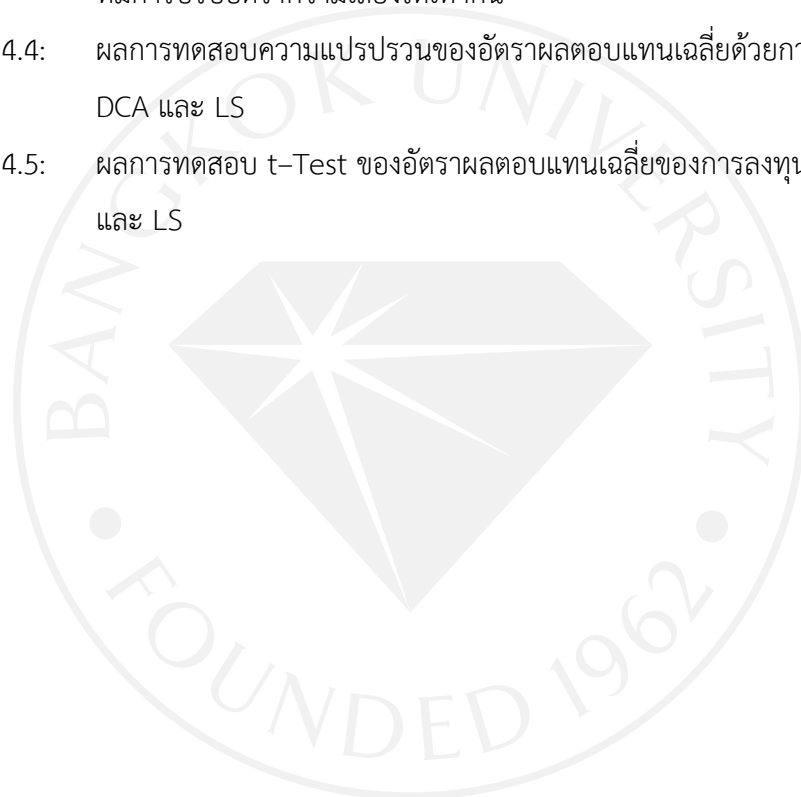 4.4: ผลการทดสอบความแปรปรวนของอัตราผลตอบแทนเฉลี่ยด้วย
DCA และ LS
4.5: ผลการทดสอบ t–Test ของอัตราผลตอบแทนเฉลี่ยของการลงทุน
และ LS
BANGKOK UNIVERSITY
FOUNDED 1962